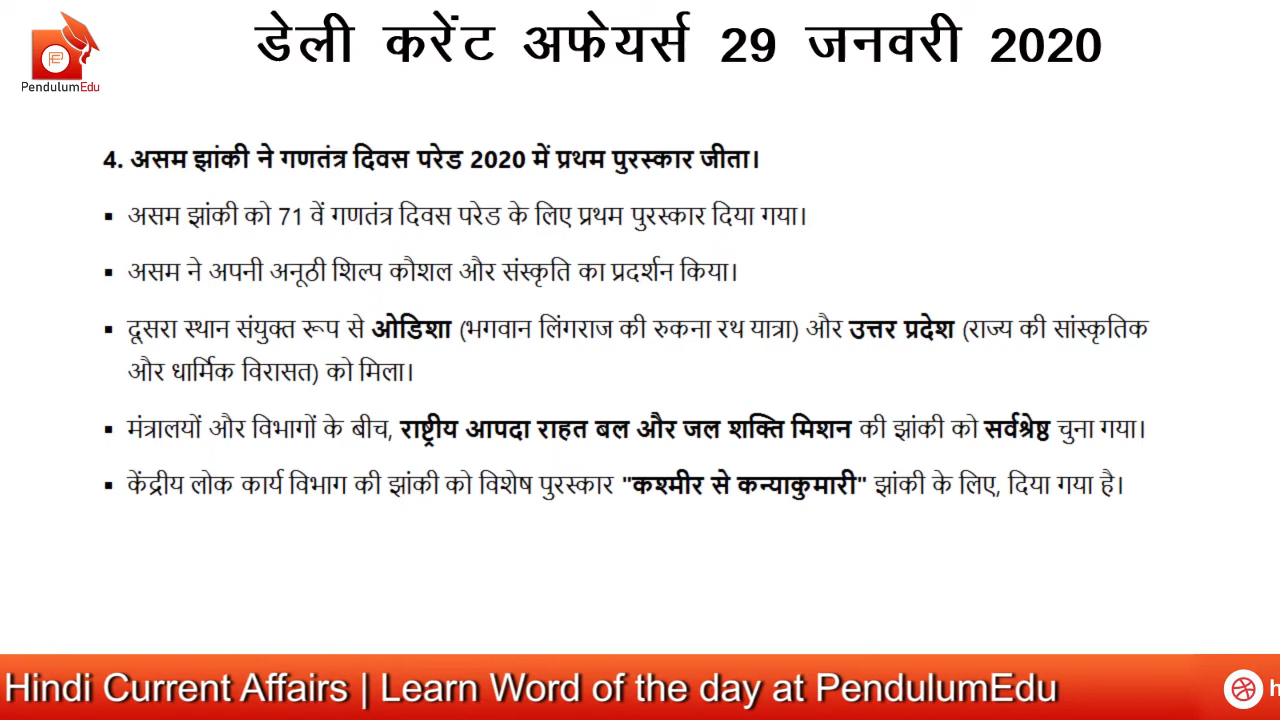 डेली करेंट अफेयर्स 29 जनवरी 2020
PendulumEdu
4. असम झांकी ने गणतंत्र दिवस परेड 2020 में प्रथम पुरस्कार जीता।
▪ असम झांकी को 71 वें गणतंत्र दिवस परेड के लिए प्रथम पुरस्कार दिया गया।
▪ असम ने अपनी अनूठी शिल्प कौशल और संस्कृति का प्रदर्शन किया।
▪ दूसरा स्थान संयुक्त रूप से ओडिशा (भगवान लिंगराज की रुकना रथ यात्रा) और उत्तर प्रदेश (राज्य की सांस्कृतिक
और धार्मिक विरासत) को मिला।
▪ मंत्रालयों और विभागों के बीच, राष्ट्रीय आपदा राहत बल और जल शक्ति मिशन की झांकी को सर्वश्रेष्ठ चुना गया।
▪ केंद्रीय लोक कार्य विभाग की झांकी को विशेष पुरस्कार "कश्मीर से कन्याकुमारी" झांकी के लिए, दिया गया है।
Hindi Current Affairs | Learn Word of the day at PendulumEdu